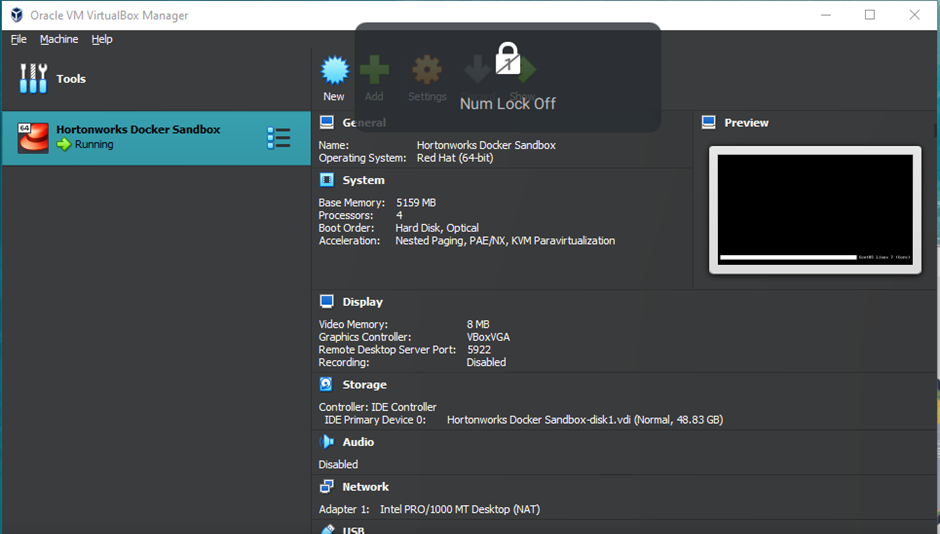 Oracle VM VirtualBox Manager
File Machine Help
Tools
New Add Settings Show
Num Lock Off
64
Hortonworks Docker Sandbox
Running
General
Name: Hortonworks Docker Sandbox
Operating System: Red Hat (64-bit)
System
Base Memory: 5159 MB
Processors: 4
Boot Order: Hard Disk, Optical
Acceleration: Nested Paging, PAE/NX, KVM Paravirtualization
Preview
CentOS Linux 7 (Core)
Display
Video Memory: 8 MB
Graphics Controller: VBoxVGA
Remote Desktop Server Port: 5922
Recording: Disabled
Storage
Controller: IDE Controller
IDE Primary Device 0: Hortonworks Docker Sandbox-disk1.vdi (Normal, 48.83 GB)
Audio
Disabled
Network
Adapter 1: Intel PRO/1000 MT Desktop (NAT)
USB